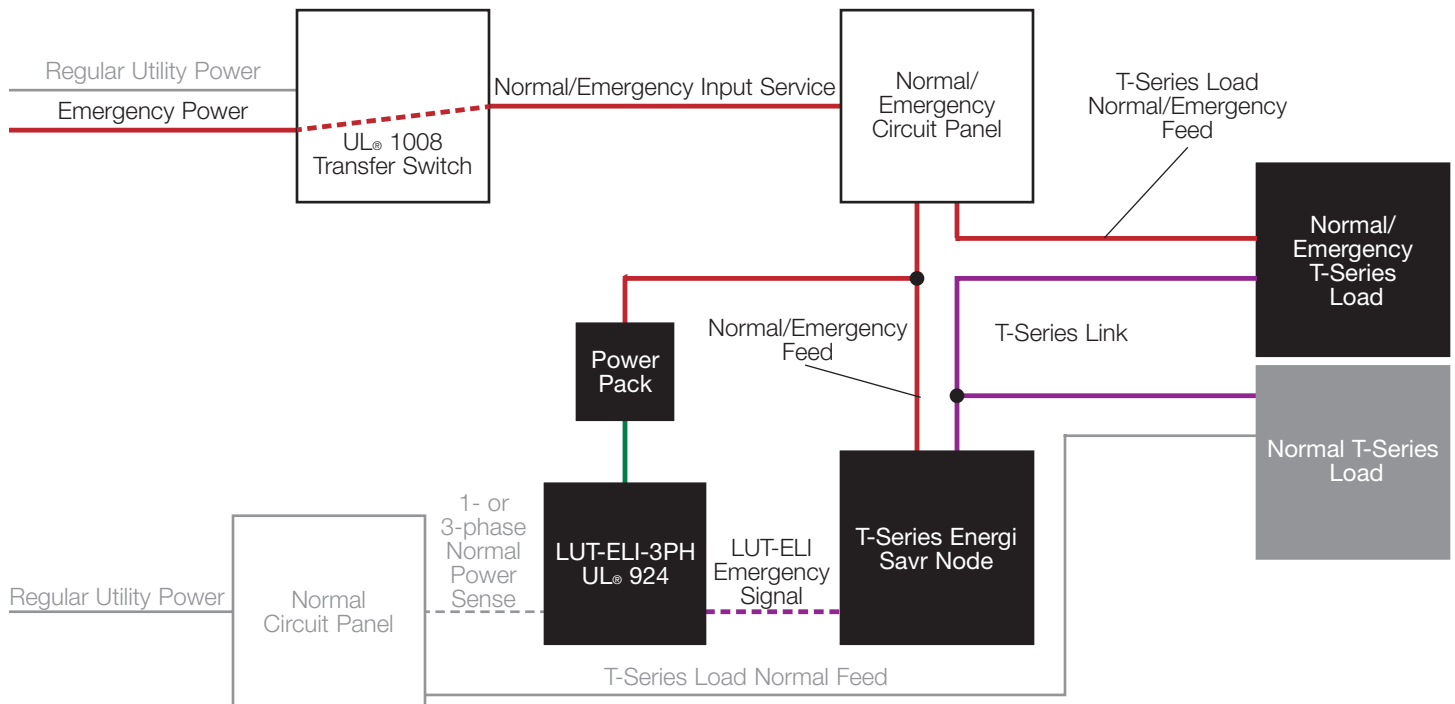 Regular Utility Power
Emergency Power
UL® 1008
Transfer Switch
Normal/Emergency Input Service
Normal/
Emergency
Circuit Panel
T-Series Load
Normal/Emergency
Feed
Normal/
Emergency
T-Series
Load
Power
Pack
Normal/Emergency
Feed
T-Series Link
Normal T-Series
Load
Regular Utility Power
Normal
Circuit Panel
1- or
3-phase
Normal
Power
Sense
LUT-ELI-3PH
UL® 924
LUT-ELI
Emergency
Signal
T-Series Energi
Savr Node
T-Series Load Normal Feed